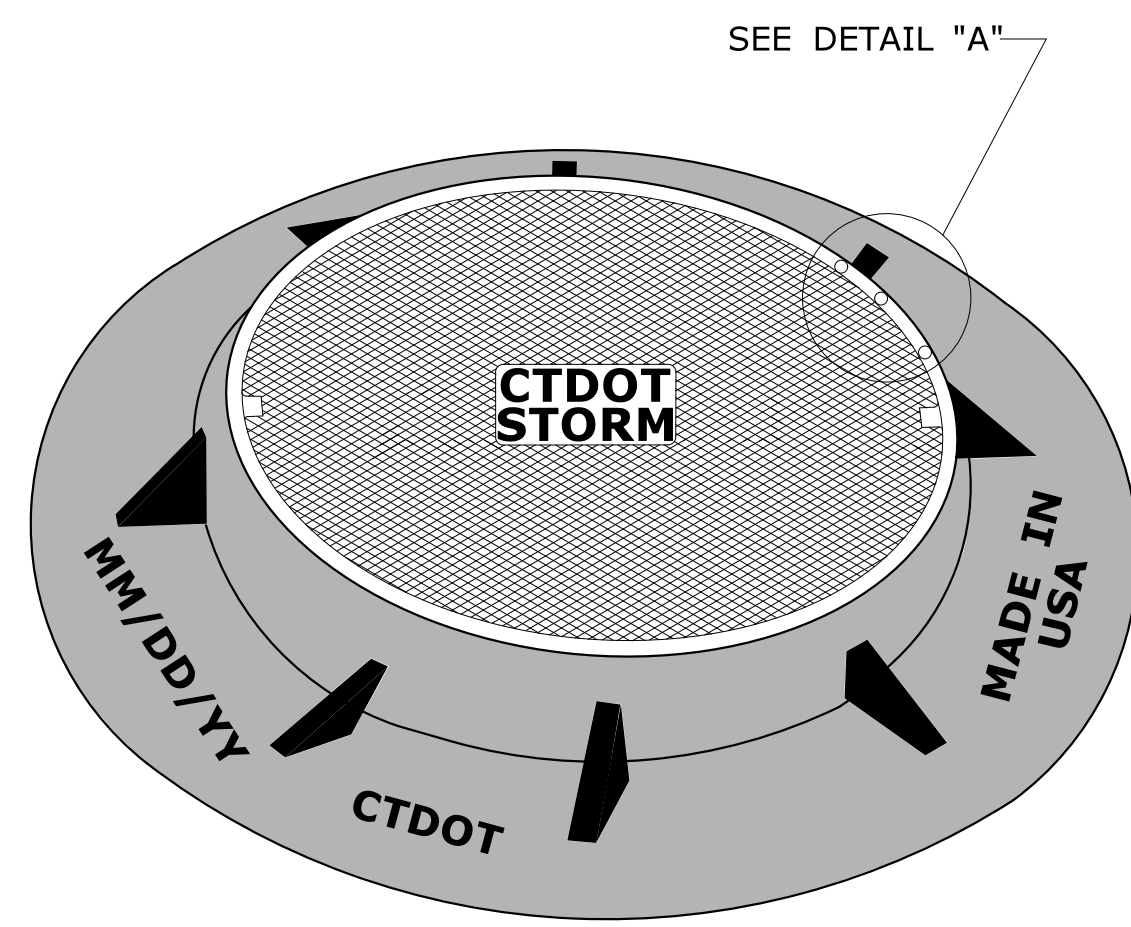 SEE DETAIL "A"
CTDOT
STORM
MADE IN
USA
MM/DD/YY
CTDOT